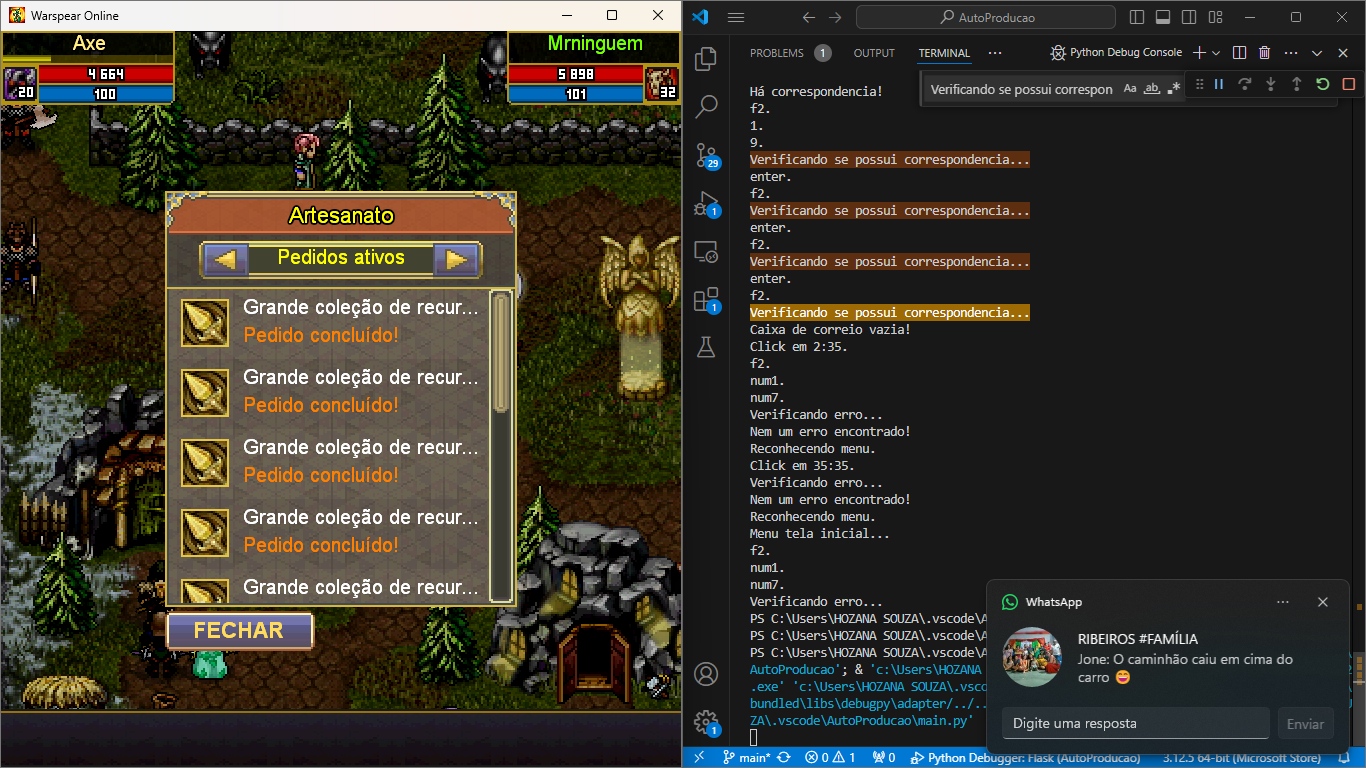 Warspear Online
Axe
4 664
20
100
Mrninguem
5 898
101
32
Artesanato
Pedidos ativos
Grande coleção de recur...
Pedido concluído!
Grande coleção de recur...
Pedido concluído!
Grande coleção de recur...
Pedido concluído!
Grande coleção de recur...
Pedido concluído!
Grande coleção de recur...
FECHAR
AutoProducao
PROBLEMS 1 OUTPUT TERMINAL ...
Python Debug Console
Verificando se possui correspon Aa ab
29
1
1
1
Há correspondencia!
f2.
1.
9.
Verificando se possui correspondencia...
enter.
f2.
Verificando se possui correspondencia...
enter.
f2.
Verificando se possui correspondencia...
enter.
f2.
Verificando se possui correspondencia...
Caixa de correio vazia!
Click em 2:35.
f2.
num1.
num7.
Verificando erro...
Nem um erro encontrado!
Reconhecendo menu.
Click em 35:35.
Verificando erro...
Nem um erro encontrado!
Reconhecendo menu.
Menu tela inicial...
f2.
num1.
num7.
Verificando erro...
PS C:\Users\HOZANA SOUZA\.vscode\A
PS C:\Users\HOZANA SOUZA\.vscode\A
PS C:\Users\HOZANA SOUZA\.vscode\A
AutoProducao'; & 'c:\Users\HOZANA
.exe' 'c:\Users\HOZANA SOUZA\.vsco
bundled\libs\debugpy\adapter/../..
ZA\.vscode\AutoProducao\main.py'
WhatsApp
RIBEIROS #FAMÍLIA
Jone: O caminhão caiu em cima do
carro 😄
Digite uma resposta
Enviar
main* 0 1 0 Python Debugger: Flask (AutoProducao) 3.12.5 64-bit (Microsoft Store)